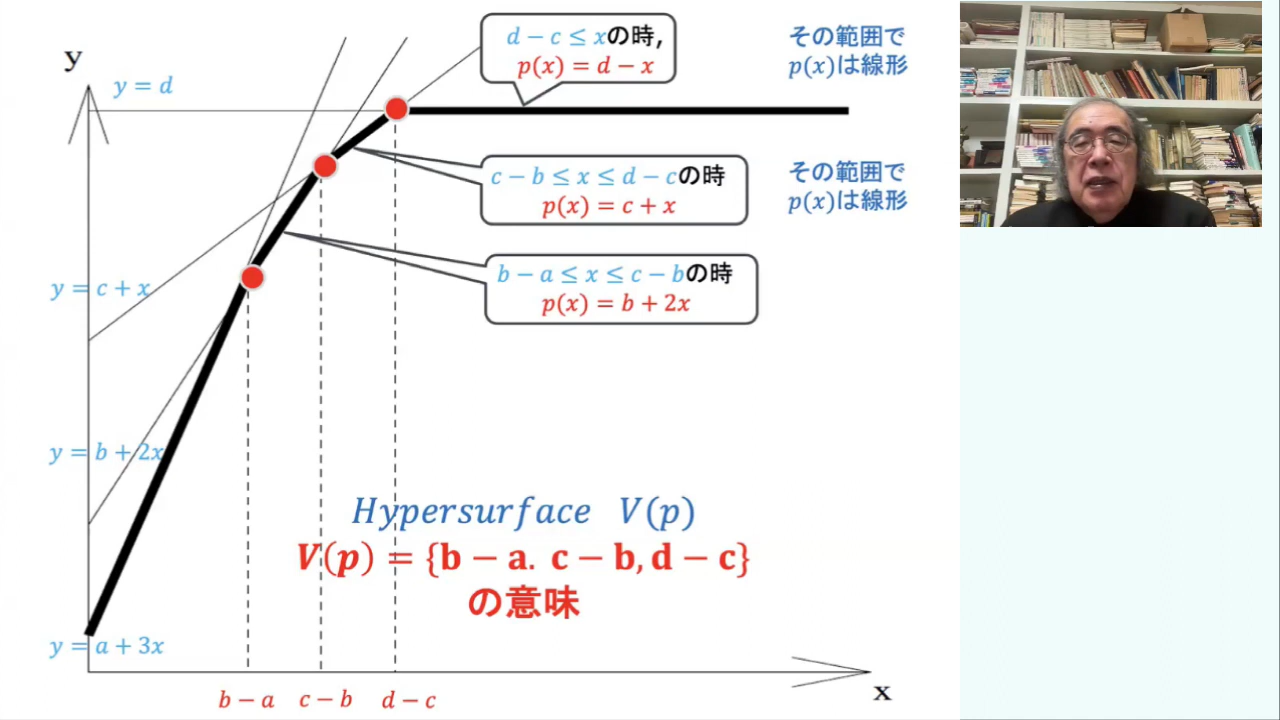 y
y = d
d − c ≤ xの時,
p(x) = d − x
その範囲で
p(x)は線形
c − b ≤ x ≤ d − cの時
p(x) = c + x
その範囲で
p(x)は線形
b − a ≤ x ≤ c − bの時
p(x) = b + 2x
y = c + x
y = b + 2x
Hypersurface V(p)
V(p) = {b − a. c − b, d − c}
の意味
y = a + 3x
x
b − a c − b d − c